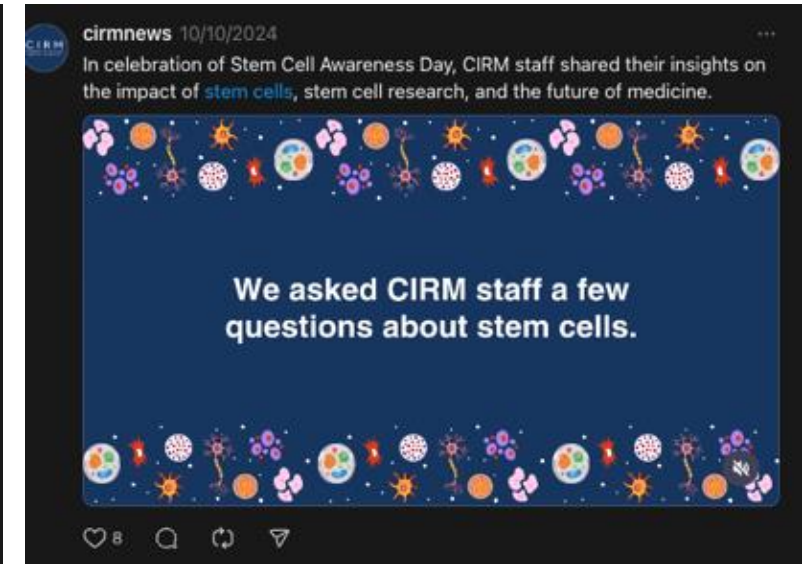 CIRM
cirmnews 10/10/2024
In celebration of Stem Cell Awareness Day, CIRM staff shared their insights on
the impact of stem cells, stem cell research, and the future of medicine.
We asked CIRM staff a few
questions about stem cells.
8